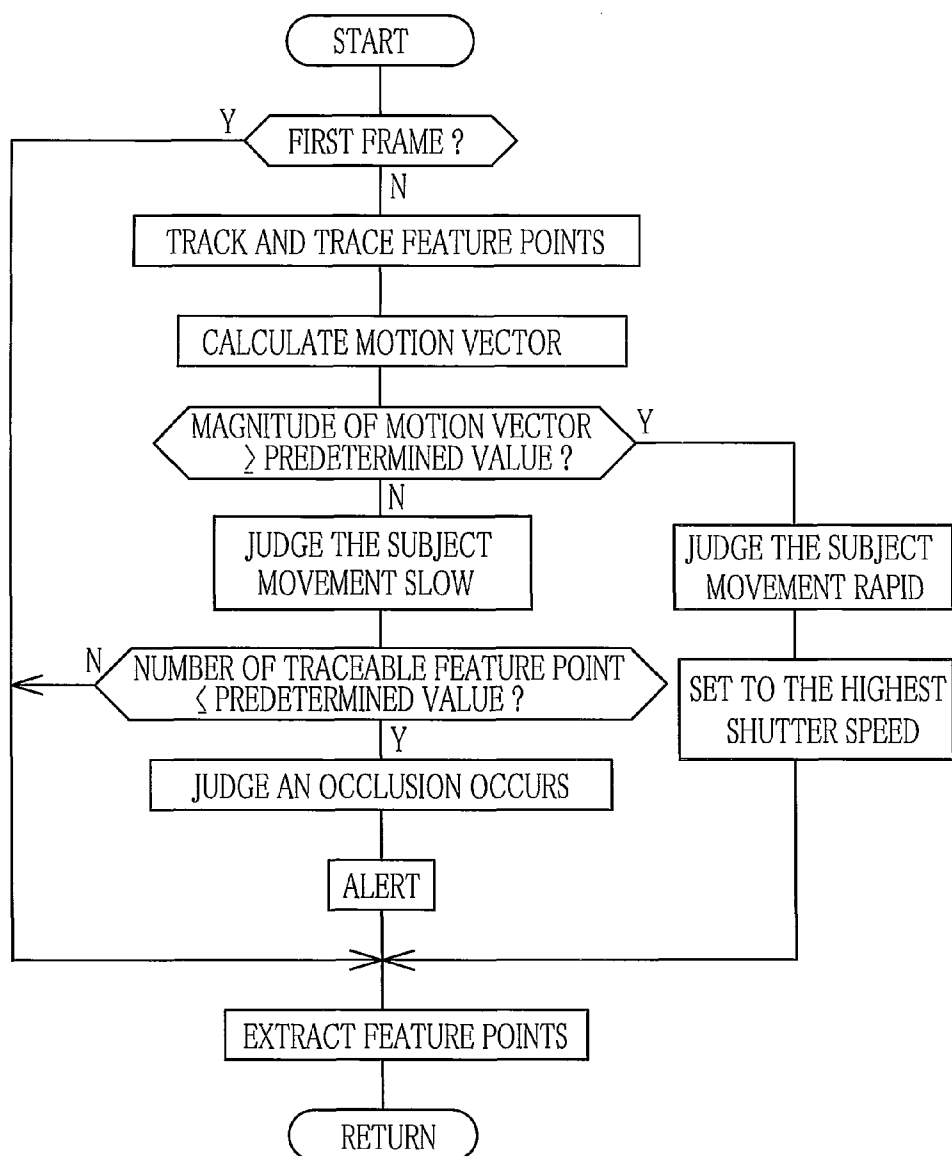 START
Y
FIRST FRAME ?
N
TRACK AND TRACE FEATURE POINTS
CALCULATE MOTION VECTOR
MAGNITUDE OF MOTION VECTOR
≥ PREDETERMINED VALUE ?
Y
N
JUDGE THE SUBJECT
MOVEMENT SLOW
JUDGE THE SUBJECT
MOVEMENT RAPID
N
NUMBER OF TRACEABLE FEATURE POINT
≤ PREDETERMINED VALUE ?
SET TO THE HIGHEST
SHUTTER SPEED
Y
JUDGE AN OCCLUSION OCCURS
ALERT
EXTRACT FEATURE POINTS
RETURN